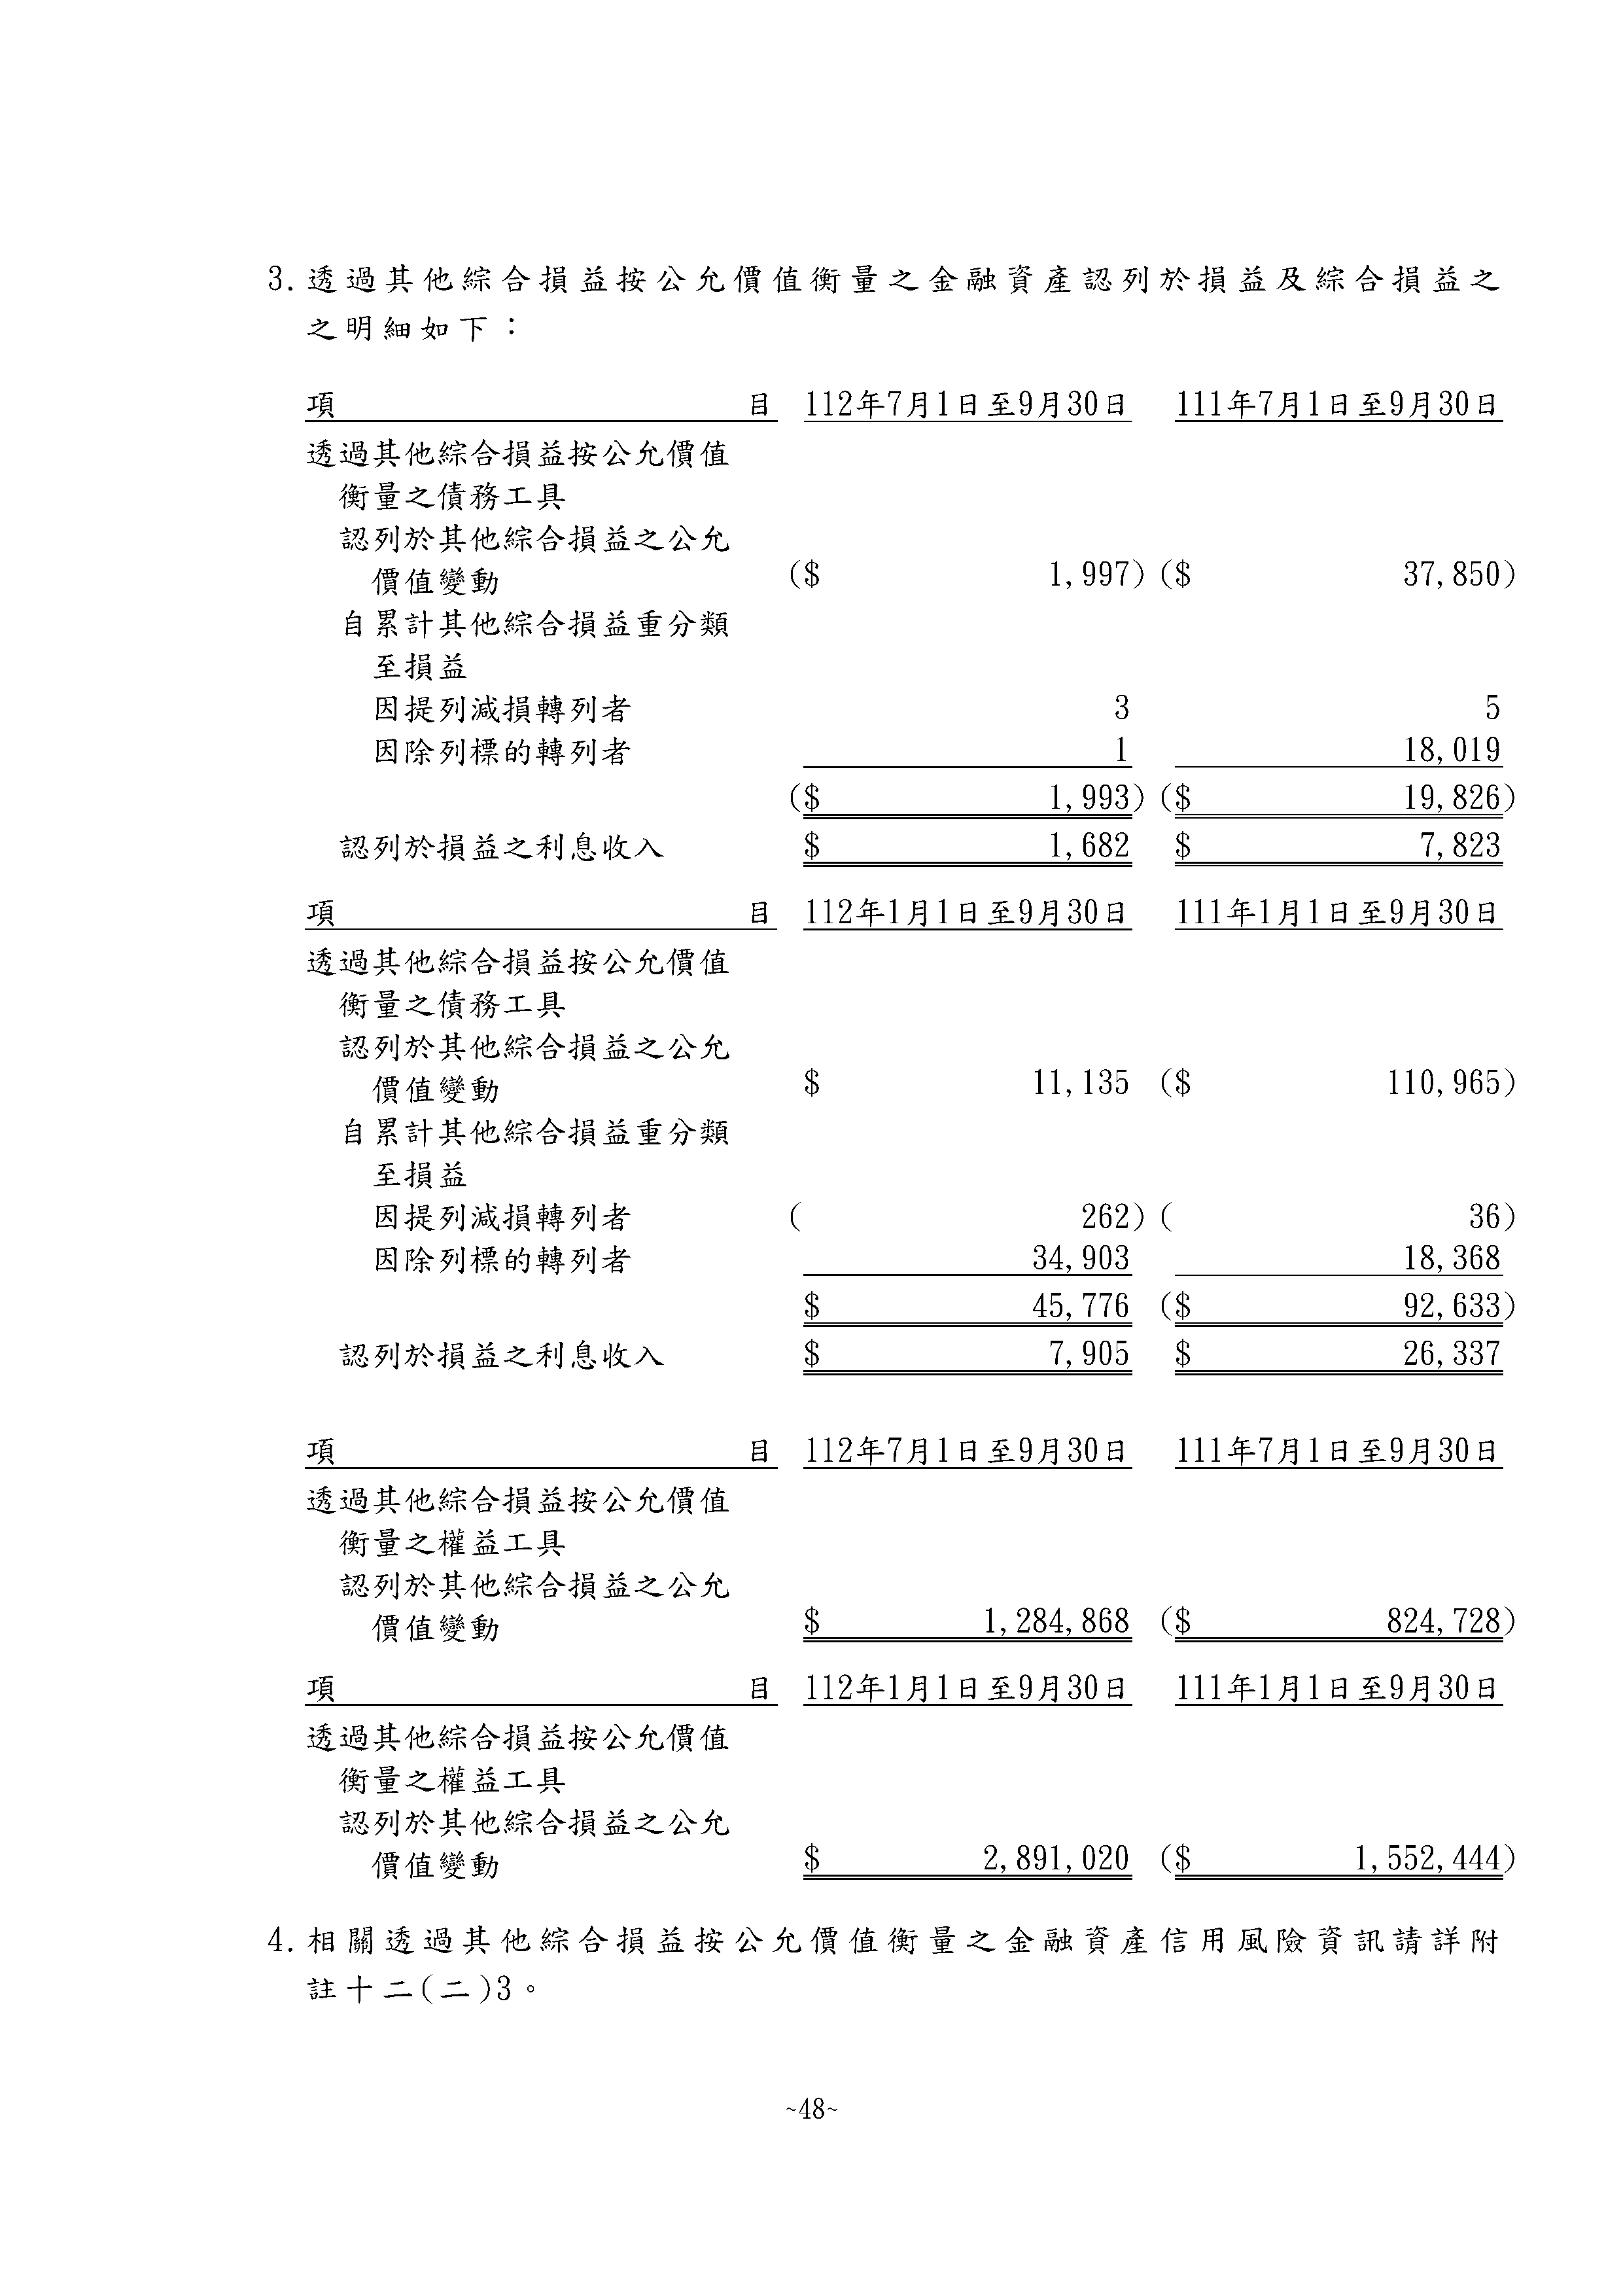 3. 透過其他綜合損益按公允價值衡量之金融資產認列於損益及綜合損益之
之明細如下：
項 目 112年7月1日至9月30日 111年7月1日至9月30日
透過其他綜合損益按公允價值
衡量之債務工具
認列於其他綜合損益之公允
價值變動 ($ 1,997) ($ 37,850)
自累計其他綜合損益重分類
至損益
因提列減損轉列者 3 5
因除列標的轉列者 1 18,019
($ 1,993) ($ 19,826)
認列於損益之利息收入 $ 1,682 $ 7,823
項 目 112年1月1日至9月30日 111年1月1日至9月30日
透過其他綜合損益按公允價值
衡量之債務工具
認列於其他綜合損益之公允
價值變動 $ 11,135 ($ 110,965)
自累計其他綜合損益重分類
至損益
因提列減損轉列者 ( 262) ( 36)
因除列標的轉列者 34,903 18,368
$ 45,776 ($ 92,633)
認列於損益之利息收入 $ 7,905 $ 26,337
項 目 112年7月1日至9月30日 111年7月1日至9月30日
透過其他綜合損益按公允價值
衡量之權益工具
認列於其他綜合損益之公允
價值變動 $ 1,284,868 ($ 824,728)
項 目 112年1月1日至9月30日 111年1月1日至9月30日
透過其他綜合損益按公允價值
衡量之權益工具
認列於其他綜合損益之公允
價值變動 $ 2,891,020 ($ 1,552,444)
4. 相關透過其他綜合損益按公允價值衡量之金融資產信用風險資訊請詳附
註十二(二)3。
~48~